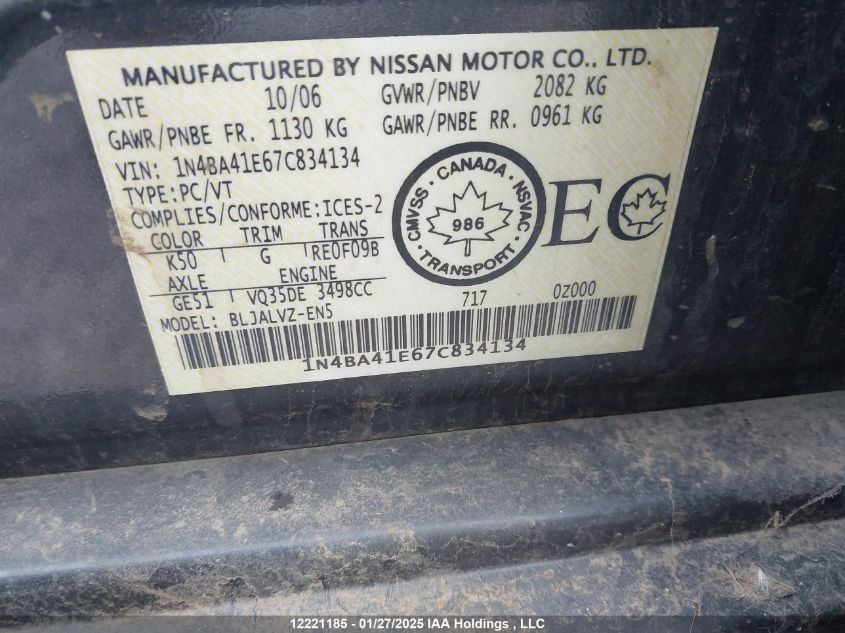 MANUFACTURED BY NISSAN MOTOR CO., LTD.
DATE 10/06 GVWR/PNBV 2082 KG
GAWR/PNBE FR. 1130 KG GAWR/PNBE RR. 0961 KG
VIN: 1N4BA41E67C834134
TYPE:PC/VT
COMPLIES/CONFORME:ICES-2
COLOR TRIM TRANS
K50 G RE0F09B
AXLE ENGINE
GE51 VQ35DE 3498CC 717 0Z000
MODEL: BLJALVZ-EN5
CANADA · NSVAC · TRANSPORT · CMVSS ·
986
EC
1N4BA41E67C834134
12221185 - 01/27/2025 IAA Holdings , LLC